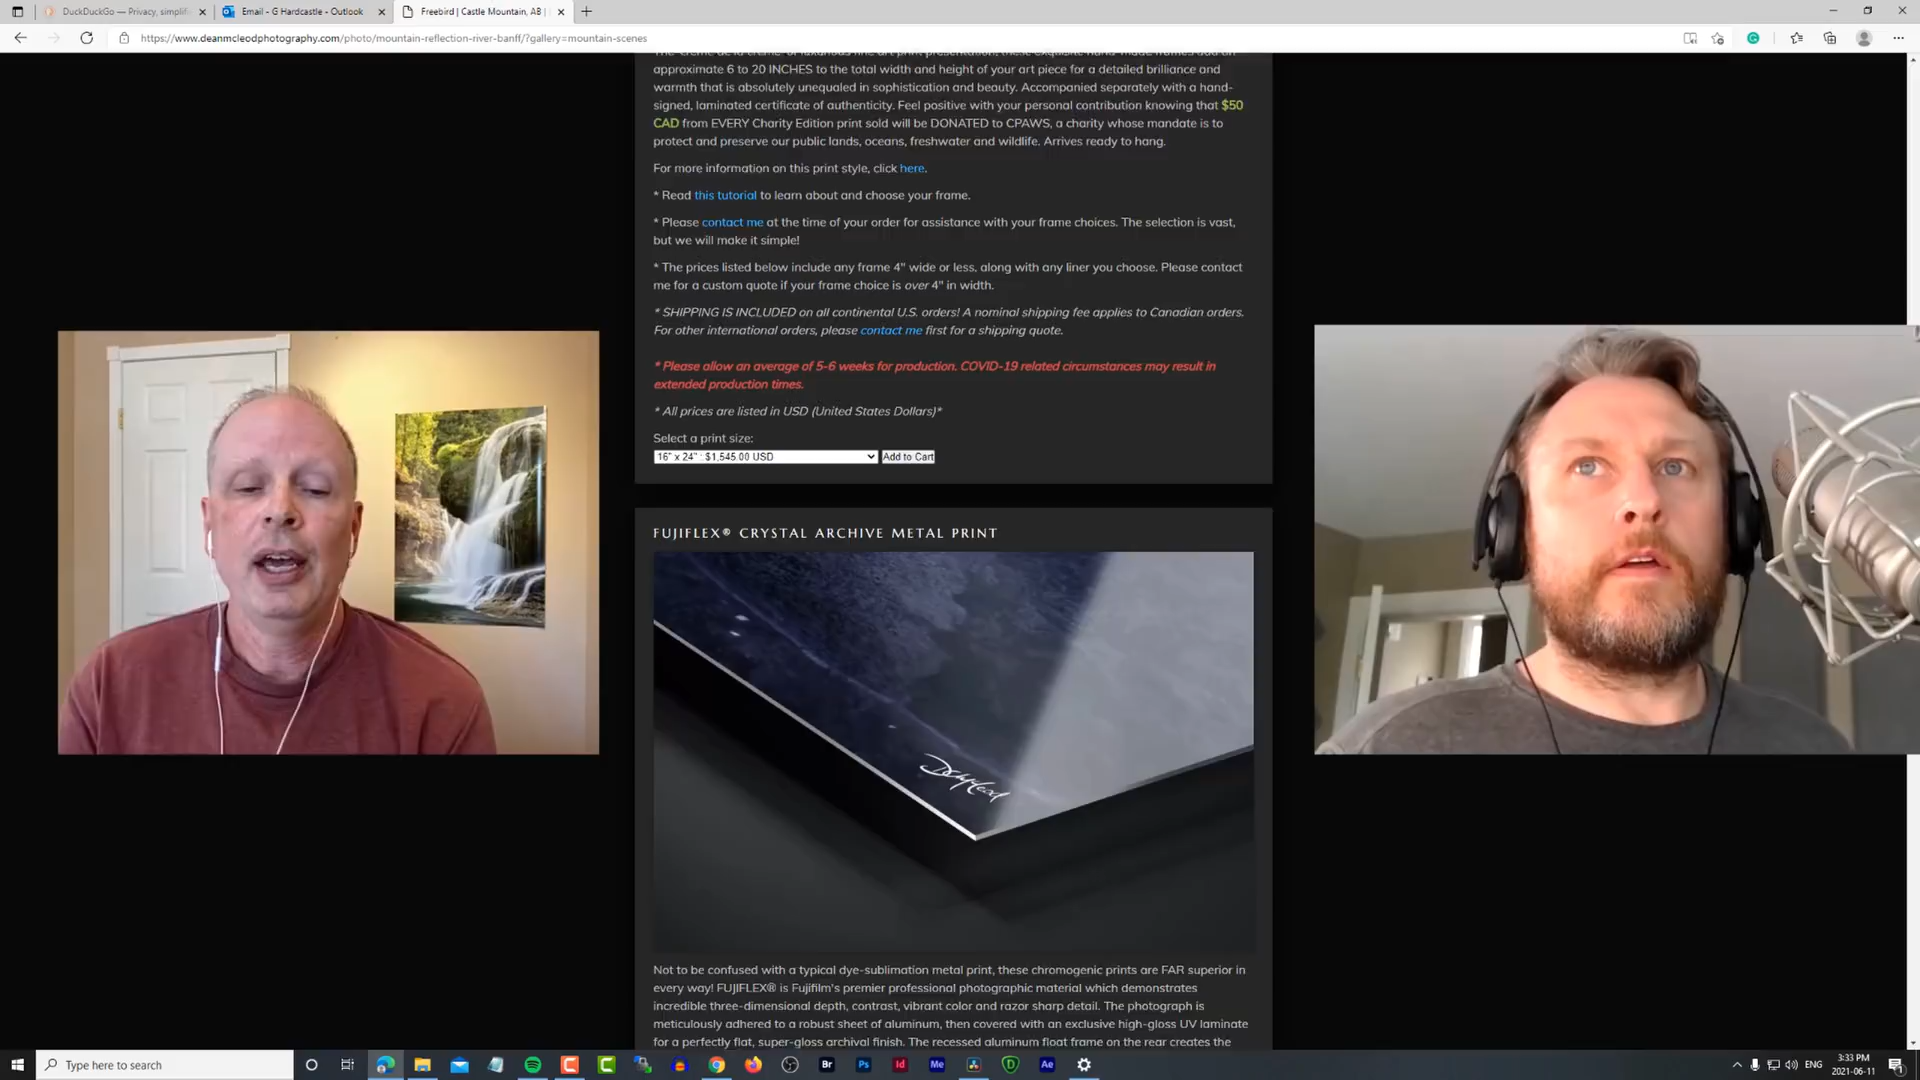 DuckDuckGo — Privacy, simplifi
Email - G Hardcastle - Outlook
Freebird | Castle Mountain, AB |
https://www.deanmcleodphotography.com/photo/mountain-reflection-river-banff/?gallery=mountain-scenes
approximate 6 to 20 INCHES to the total width and height of your art piece for a detailed brilliance and
warmth that is absolutely unequaled in sophistication and beauty. Accompanied separately with a hand-
signed, laminated certificate of authenticity. Feel positive with your personal contribution knowing that $50
CAD from EVERY Charity Edition print sold will be DONATED to CPAWS, a charity whose mandate is to
protect and preserve our public lands, oceans, freshwater and wildlife. Arrives ready to hang.
For more information on this print style, click here.
* Read this tutorial to learn about and choose your frame.
* Please contact me at the time of your order for assistance with your frame choices. The selection is vast,
but we will make it simple!
* The prices listed below include any frame 4" wide or less, along with any liner you choose. Please contact
me for a custom quote if your frame choice is over 4" in width.
* SHIPPING IS INCLUDED on all continental U.S. orders! A nominal shipping fee applies to Canadian orders.
For other international orders, please contact me first for a shipping quote.
* Please allow an average of 5-6 weeks for production. COVID-19 related circumstances may result in
extended production times.
* All prices are listed in USD (United States Dollars)*
Select a print size:
16" x 24" : $1,545.00 USD
Add to Cart
FUJIFLEX® CRYSTAL ARCHIVE METAL PRINT
DMcLeod
Not to be confused with a typical dye-sublimation metal print, these chromogenic prints are FAR superior in
every way! FUJIFLEX® is Fujifilm's premier professional photographic material which demonstrates
incredible three-dimensional depth, contrast, vibrant color and razor sharp detail. The photograph is
meticulously adhered to a robust sheet of aluminum, then covered with an exclusive high-gloss UV laminate
for a perfectly flat, super-gloss archival finish. The recessed aluminum float frame on the rear creates the
Type here to search
Br
Ps
Id
Me
Ae
ENG
3:33 PM
2021-06-11